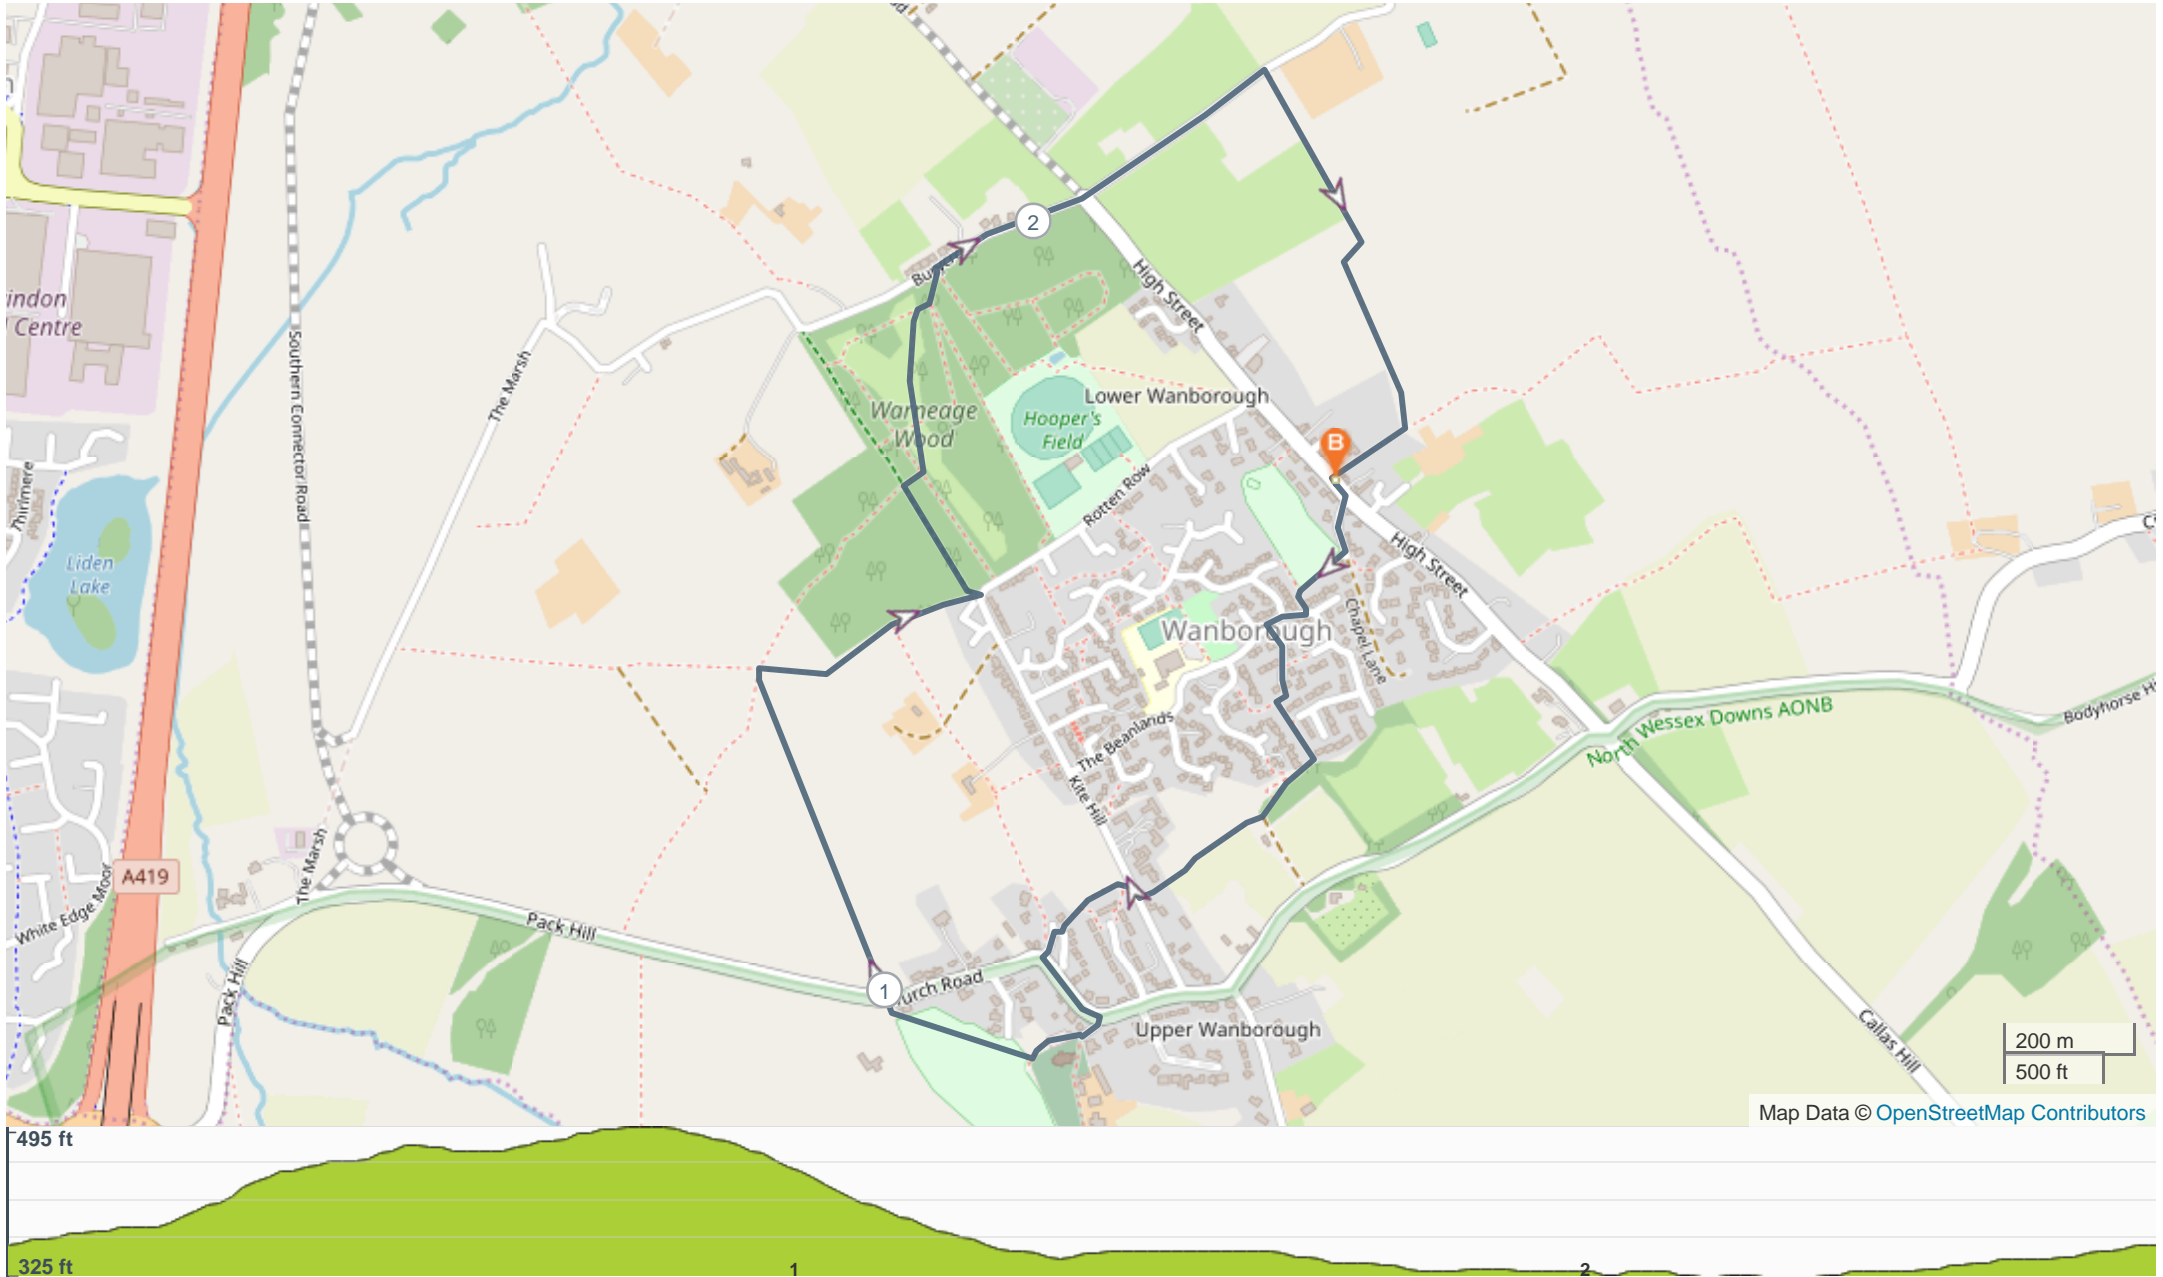 2
High Street
indon
l Centre
Southern Connector Road
The Marsh
Lower Wanborough
Warneage
Wood
Hooper's
Field
B
Rotten Row
Thirlmere
Liden
Lake
High Street
Wanborough
Chapel Lane
The Beanlands
Kite Hill
North Wessex Downs AONB
Bodyhorse H
The Marsh
A419
White Edge Moor
Pack Hill
Pack Hill
1
urch Road
Upper Wanborough
Callas Hill
200 m
500 ft
Map Data © OpenStreetMap Contributors
495 ft
325 ft
1
2